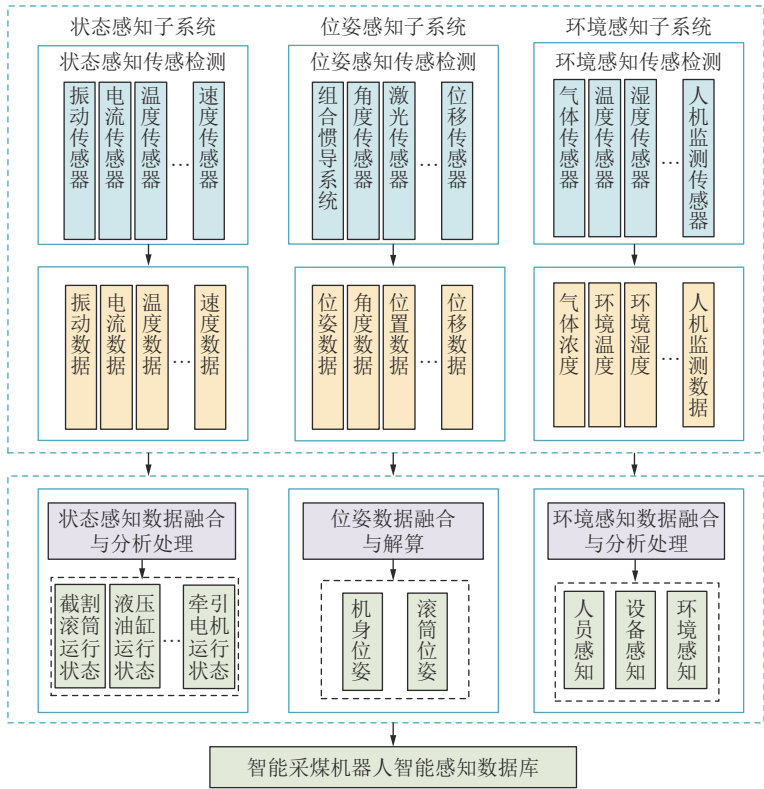 状态感知子系统
位姿感知子系统
环境感知子系统
状态感知传感检测
位姿感知传感检测
环境感知传感检测
振动传感器
电流传感器
温度传感器
…
速度传感器
组合惯导系统
角度传感器
激光传感器
…
位移传感器
气体传感器
温度传感器
湿度传感器
…
人机监测传感器
振动数据
电流数据
温度数据
…
速度数据
位姿数据
角度数据
位置数据
…
位移数据
气体浓度
环境温度
环境湿度
…
人机监测数据
状态感知数据融合
与分析处理
位姿数据融合
与解算
环境感知数据融合
与分析处理
截割
滚筒
运行
状态
液压
油缸
运行
状态
…
牵引
电机
运行
状态
机身位姿
滚筒位姿
人员感知
设备感知
环境感知
智能采煤机器人智能感知数据库